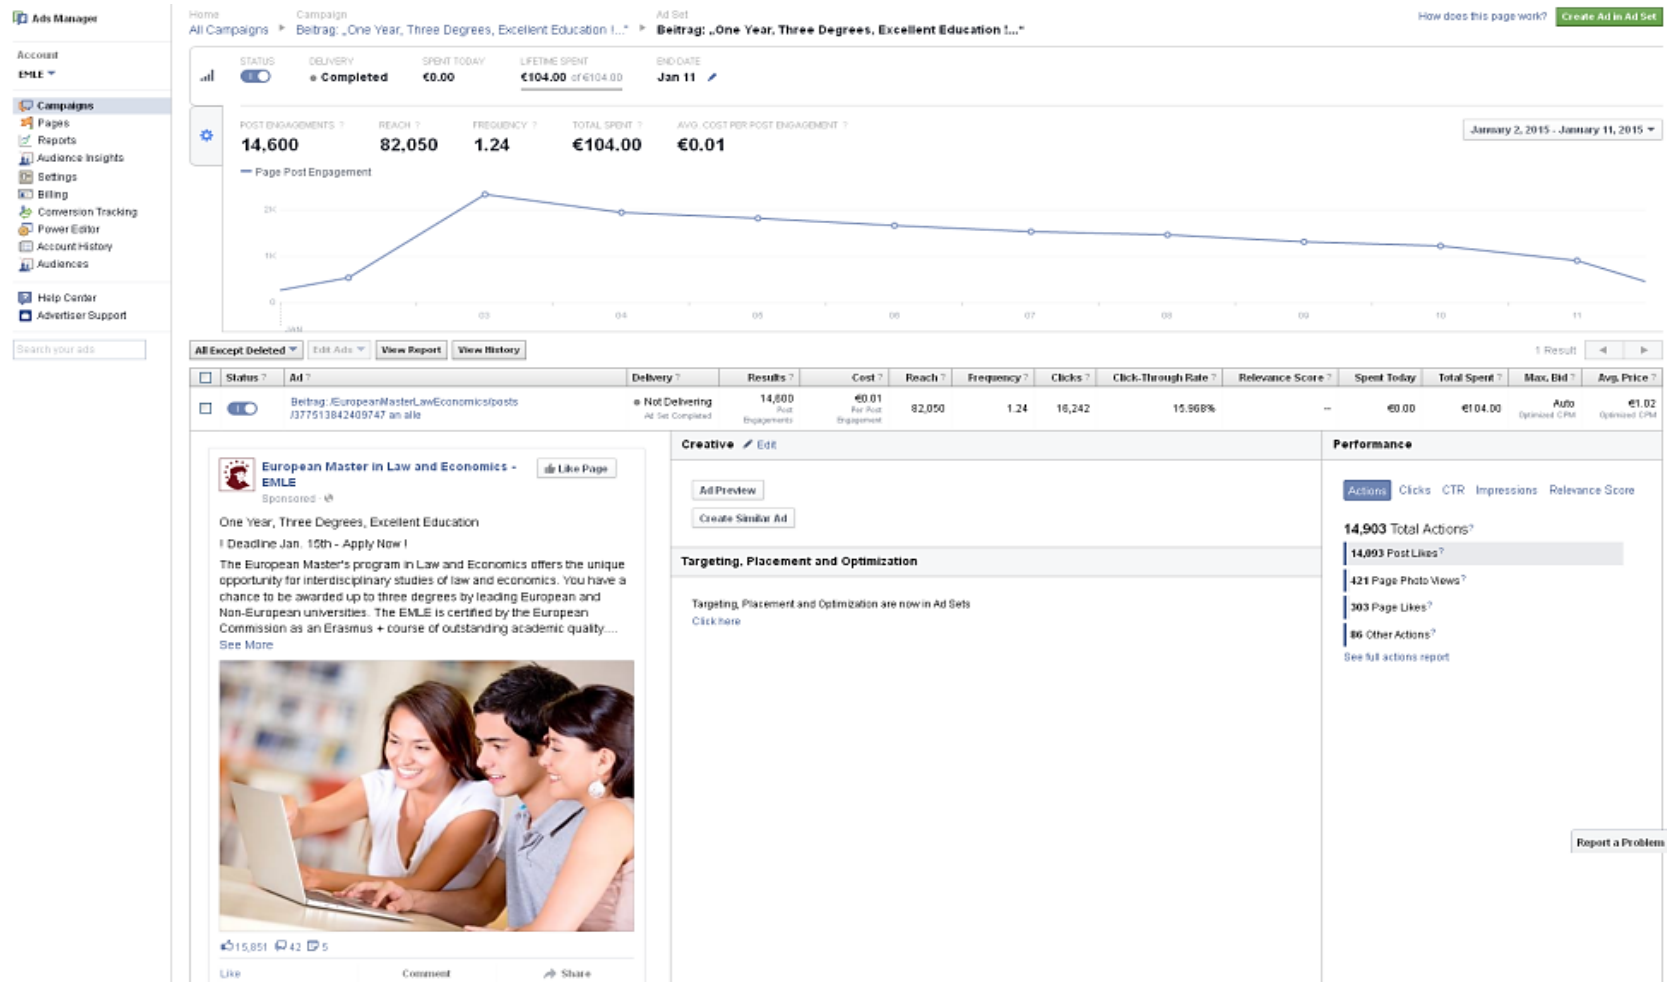 Ads Manager
Account
EMLE
Campaigns
Pages
Reports
Audience Insights
Settings
Billing
Conversion Tracking
Power Editor
Account History
Audiences
Help Center
Advertiser Support
Search your ads
Home
All Campaigns
Campaign
Beitrag: „One Year, Three Degrees, Excellent Education !..."
Ad Set
Beitrag: „One Year, Three Degrees, Excellent Education !..."
How does this page work?
Create Ad in Ad Set
STATUS DELIVERY SPENT TODAY LIFETIME SPENT END DATE
Completed €0.00 €104.00 of €104.00 Jan 11
POST ENGAGEMENTS ? REACH ? FREQUENCY ? TOTAL SPENT ? AVG. COST PER POST ENGAGEMENT ?
14,600 82,050 1.24 €104.00 €0.01
January 2, 2015 - January 11, 2015
Page Post Engagement
2K
1K
0
JAN 03 04 05 06 07 08 09 10 11
All Except Deleted Edit Ads View Report View History
1 Result
Status ? Ad ? Delivery ? Results ? Cost ? Reach ? Frequency ? Clicks ? Click-Through Rate ? Relevance Score ? Spent Today Total Spent ? Max. Bid ? Avg. Price ?
Beitrag: /EuropeanMasterLawEconomics/posts
/377513842409747 an alle
Not Delivering
Ad Set Completed
14,600
Post
Engagements
€0.01
Per Post
Engagement
82,050 1.24 16,242 15.968% -- €0.00 €104.00
Auto
Optimized CPM
€1.02
Optimized CPM
European Master in Law and Economics -
EMLE
Sponsored ·
Like Page
One Year, Three Degrees, Excellent Education
! Deadline Jan. 15th - Apply Now !
The European Master's program in Law and Economics offers the unique
opportunity for interdisciplinary studies of law and economics. You have a
chance to be awarded up to three degrees by leading European and
Non-European universities. The EMLE is certified by the European
Commission as an Erasmus + course of outstanding academic quality....
See More
15,851 42 5
Like Comment Share
Creative Edit
Ad Preview
Create Similar Ad
Targeting, Placement and Optimization
Targeting, Placement and Optimization are now in Ad Sets
Click here
Performance
Actions Clicks CTR Impressions Relevance Score
14,903 Total Actions?
14,093 Post Likes?
421 Page Photo Views?
303 Page Likes?
86 Other Actions?
See full actions report
Report a Problem